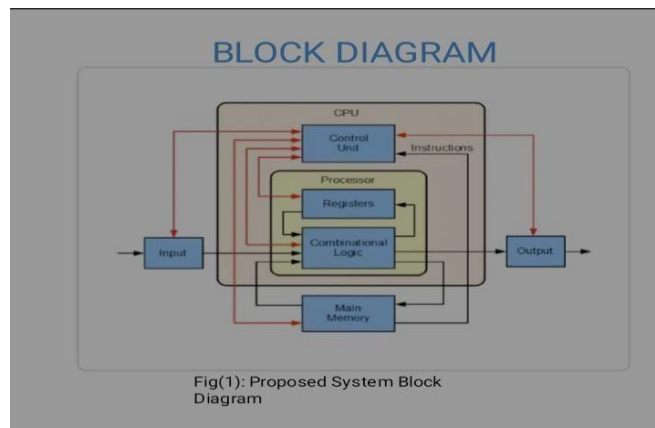 BLOCK DIAGRAM
CPU
Control
Unit
Instructions
Processor
Registers
Combinational
Logic
Input
Output
Main
Memory
Fig(1): Proposed System Block
Diagram